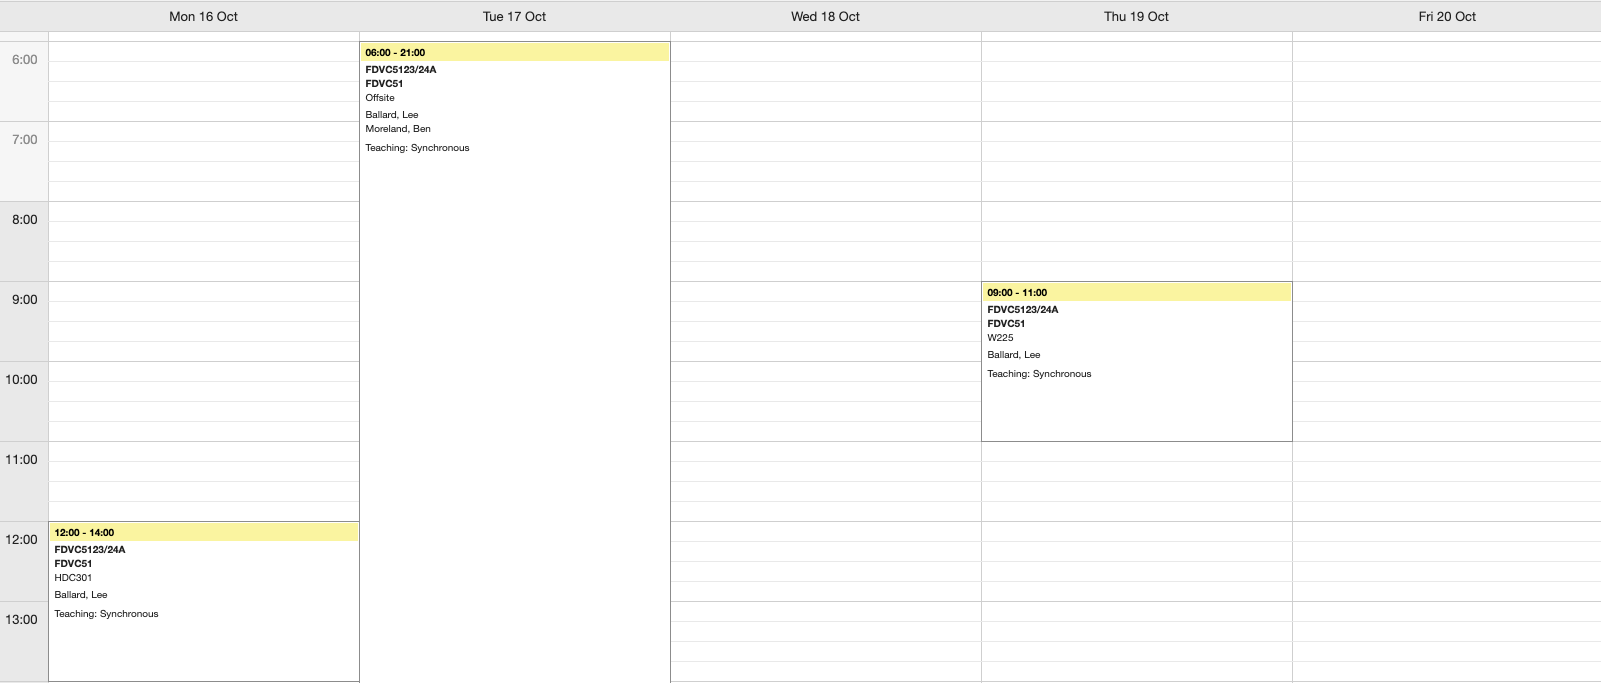 Mon 16 Oct
Tue 17 Oct
Wed 18 Oct
Thu 19 Oct
Fri 20 Oct
6:00
7:00
8:00
9:00
10:00
11:00
12:00
13:00
12:00 - 14:00
FDVC5123/24A
FDVC51
HDC301
Ballard, Lee
Teaching: Synchronous
06:00 - 21:00
FDVC5123/24A
FDVC51
Offsite
Ballard, Lee
Moreland, Ben
Teaching: Synchronous
09:00 - 11:00
FDVC5123/24A
FDVC51
W225
Ballard, Lee
Teaching: Synchronous